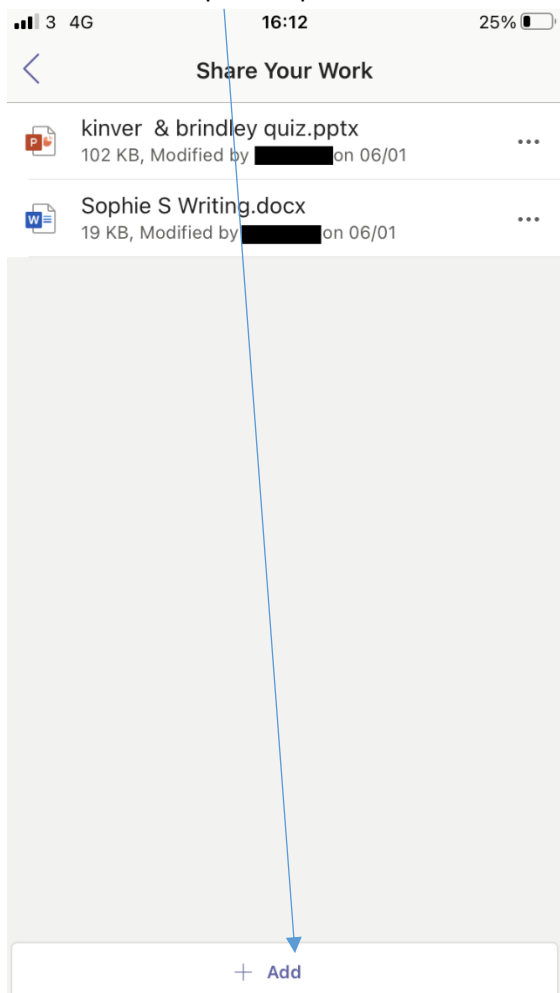 3 4G 16:12 25%
Share Your Work
kinver & brindley quiz.pptx
102 KB, Modified by on 06/01
Sophie S Writing.docx
19 KB, Modified by on 06/01
+ Add